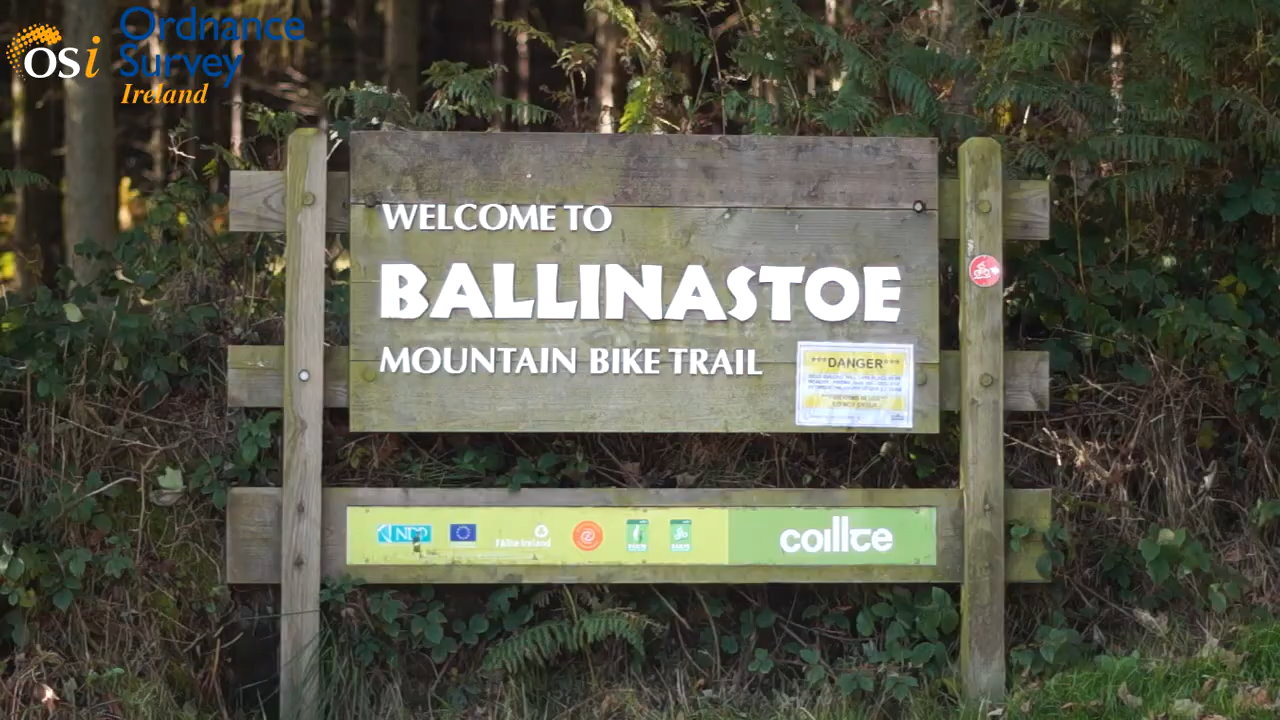 osi Ordnance
Survey
Ireland
WELCOME TO
BALLINASTOE
MOUNTAIN BIKE TRAIL
***DANGER***
NDP
Fáilte Ireland
coillte